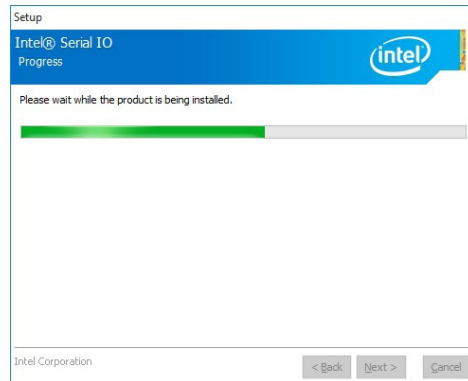 Setup
Intel® Serial IO
Progress
intel
Please wait while the product is being installed.
Intel Corporation
< Back Next > Cancel